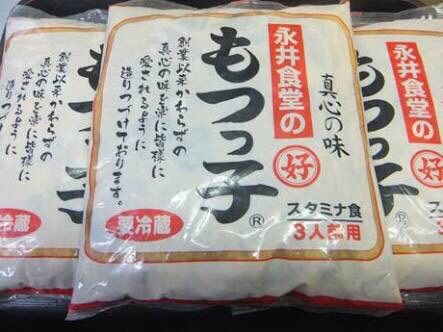 真心の味
永井食堂の
好
もつっ子®
スタミナ食
3人前用
創業以来かわらずの
真心の味を常に皆様に
愛されるように
造りつづけております。
要冷蔵